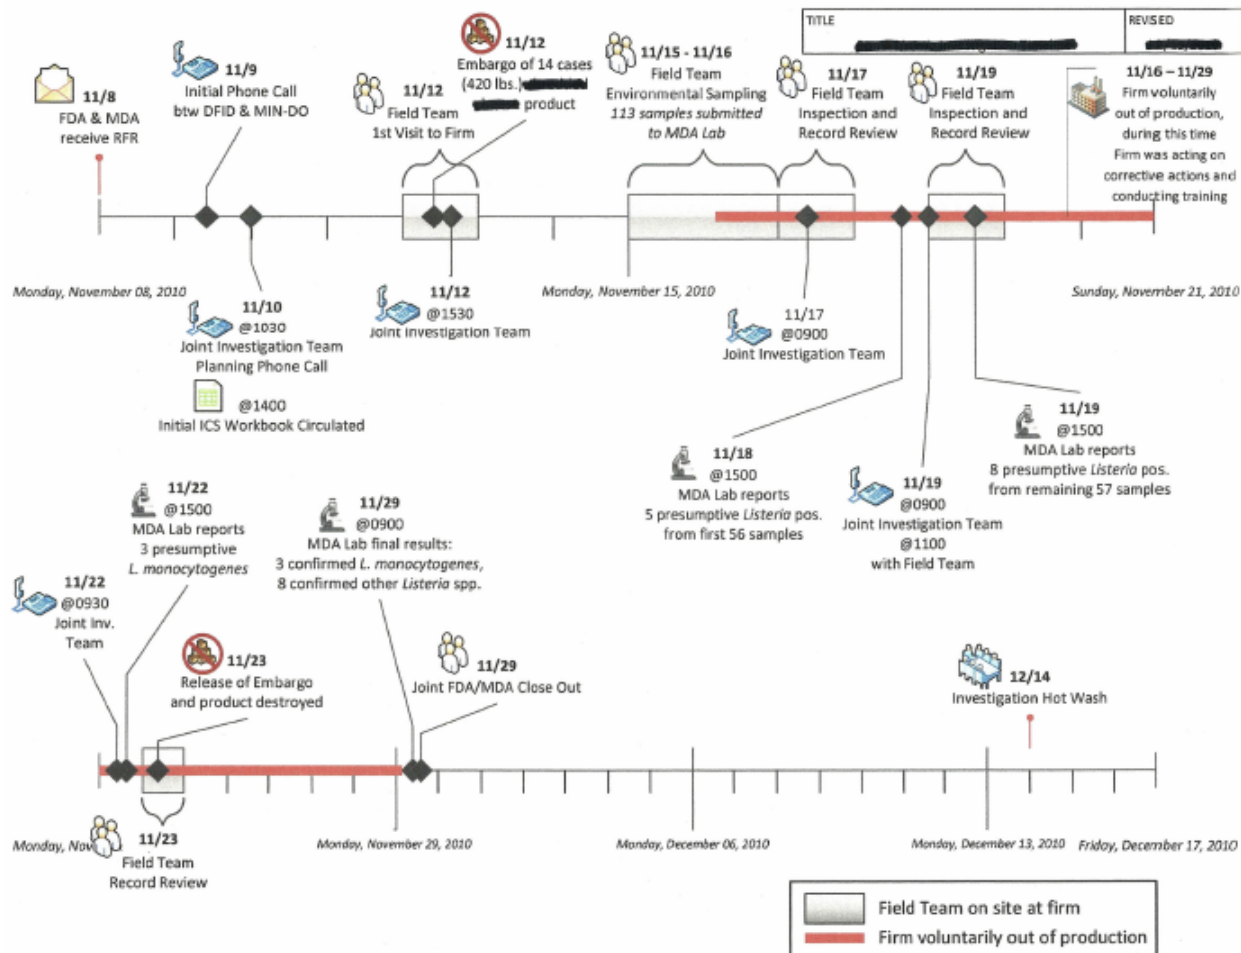 TITLE
REVISED
11/8
FDA & MDA
receive RFR
11/9
Initial Phone Call
btw DFID & MIN-DO
11/12
Field Team
1st Visit to Firm
11/12
Embargo of 14 cases
(420 lbs.)
product
11/15 - 11/16
Field Team
Environmental Sampling
113 samples submitted
to MDA Lab
11/17
Field Team
Inspection and
Record Review
11/19
Field Team
Inspection and
Record Review
11/16 – 11/29
Firm voluntarily
out of production,
during this time
Firm was acting on
corrective actions and
conducting training
Monday, November 08, 2010
Monday, November 15, 2010
Sunday, November 21, 2010
11/10
@1030
Joint Investigation Team
Planning Phone Call
@1400
Initial ICS Workbook Circulated
11/12
@1530
Joint Investigation Team
11/17
@0900
Joint Investigation Team
11/18
@1500
MDA Lab reports
5 presumptive Listeria pos.
from first 56 samples
11/19
@0900
Joint Investigation Team
@1100
with Field Team
11/19
@1500
MDA Lab reports
8 presumptive Listeria pos.
from remaining 57 samples
11/22
@0930
Joint Inv.
Team
11/22
@1500
MDA Lab reports
3 presumptive
L. monocytogenes
11/23
Release of Embargo
and product destroyed
11/29
@0900
MDA Lab final results:
3 confirmed L. monocytogenes,
8 confirmed other Listeria spp.
11/29
Joint FDA/MDA Close Out
12/14
Investigation Hot Wash
Monday,
11/23
Field Team
Record Review
Monday, November 29, 2010
Monday, December 06, 2010
Monday, December 13, 2010
Friday, December 17, 2010
Field Team on site at firm
Firm voluntarily out of production